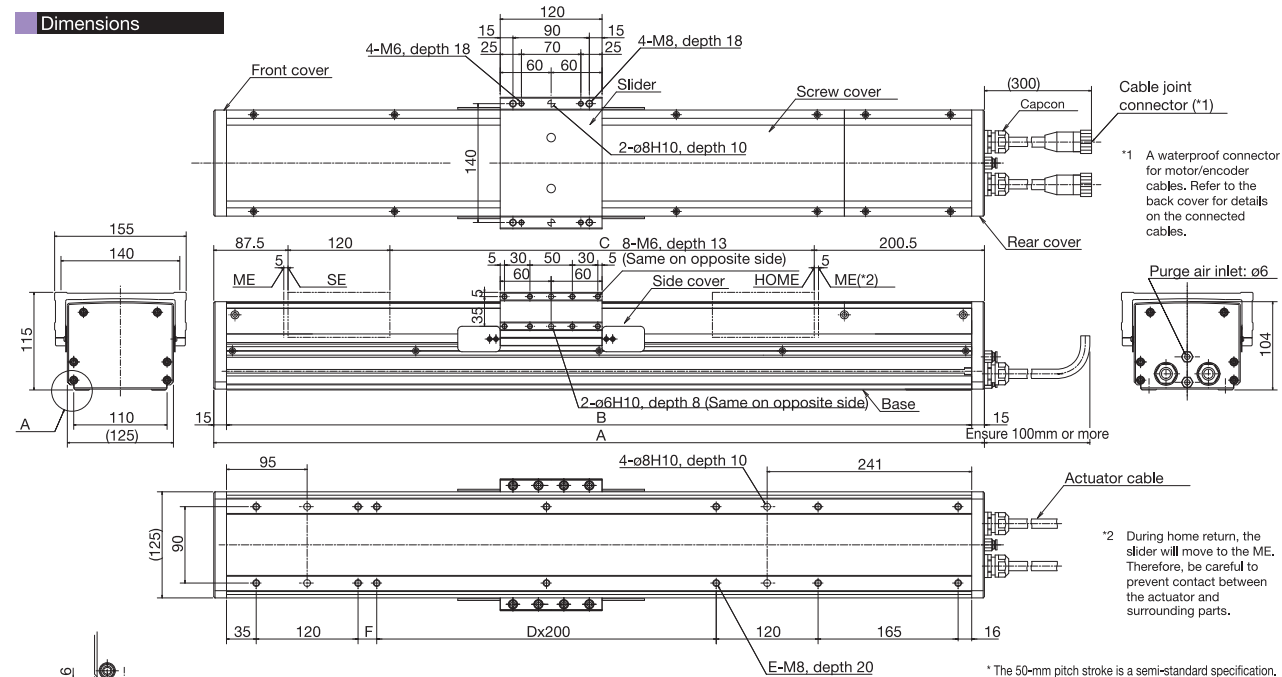 Dimensions
120
15 90 15
4-M6, depth 18
4-M8, depth 18
25 70 25
60 60
Front cover
Slider
Screw cover
(300)
Capcon
Cable joint
connector (*1)
2-ø8H10, depth 10
140
*1 A waterproof connector
for motor/encoder
cables. Refer to the
back cover for details
on the connected
cables.
Rear cover
155
140
87.5 120 C 200.5
8-M6, depth 13
(Same on opposite side)
5 30 50 30 5
5
5
60 60
ME SE
HOME ME(*2)
Side cover
Purge air inlet: ø6
5
35
115
104
2-ø6H10, depth 8 (Same on opposite side)
Base
A
110
(125)
15 B 15
A
Ensure 100mm or more
95
4-ø8H10, depth 10
241
Actuator cable
(125)
90
*2 During home return, the
slider will move to the ME.
Therefore, be careful to
prevent contact between
the actuator and
surrounding parts.
35 120 F Dx200 120 165 16
E-M8, depth 20
6
* The 50-mm pitch stroke is a semi-standard specification.